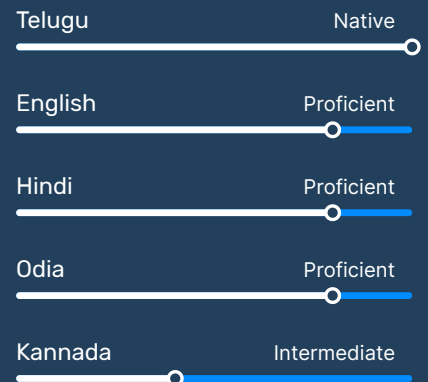 Telugu Native
English Proficient
Hindi Proficient
Odia Proficient
Kannada Intermediate